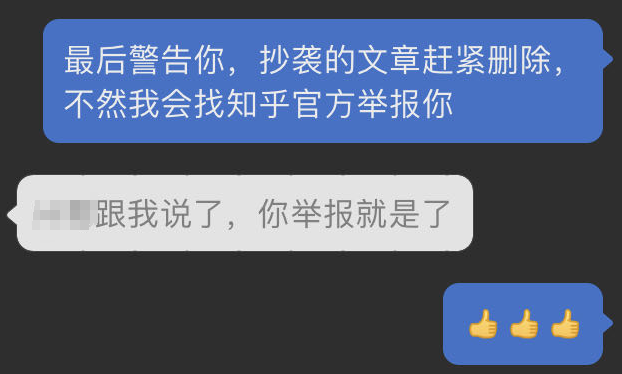 最后警告你，抄袭的文章赶紧删除，
不然我会找知乎官方举报你
跟我说了，你举报就是了
👍👍👍